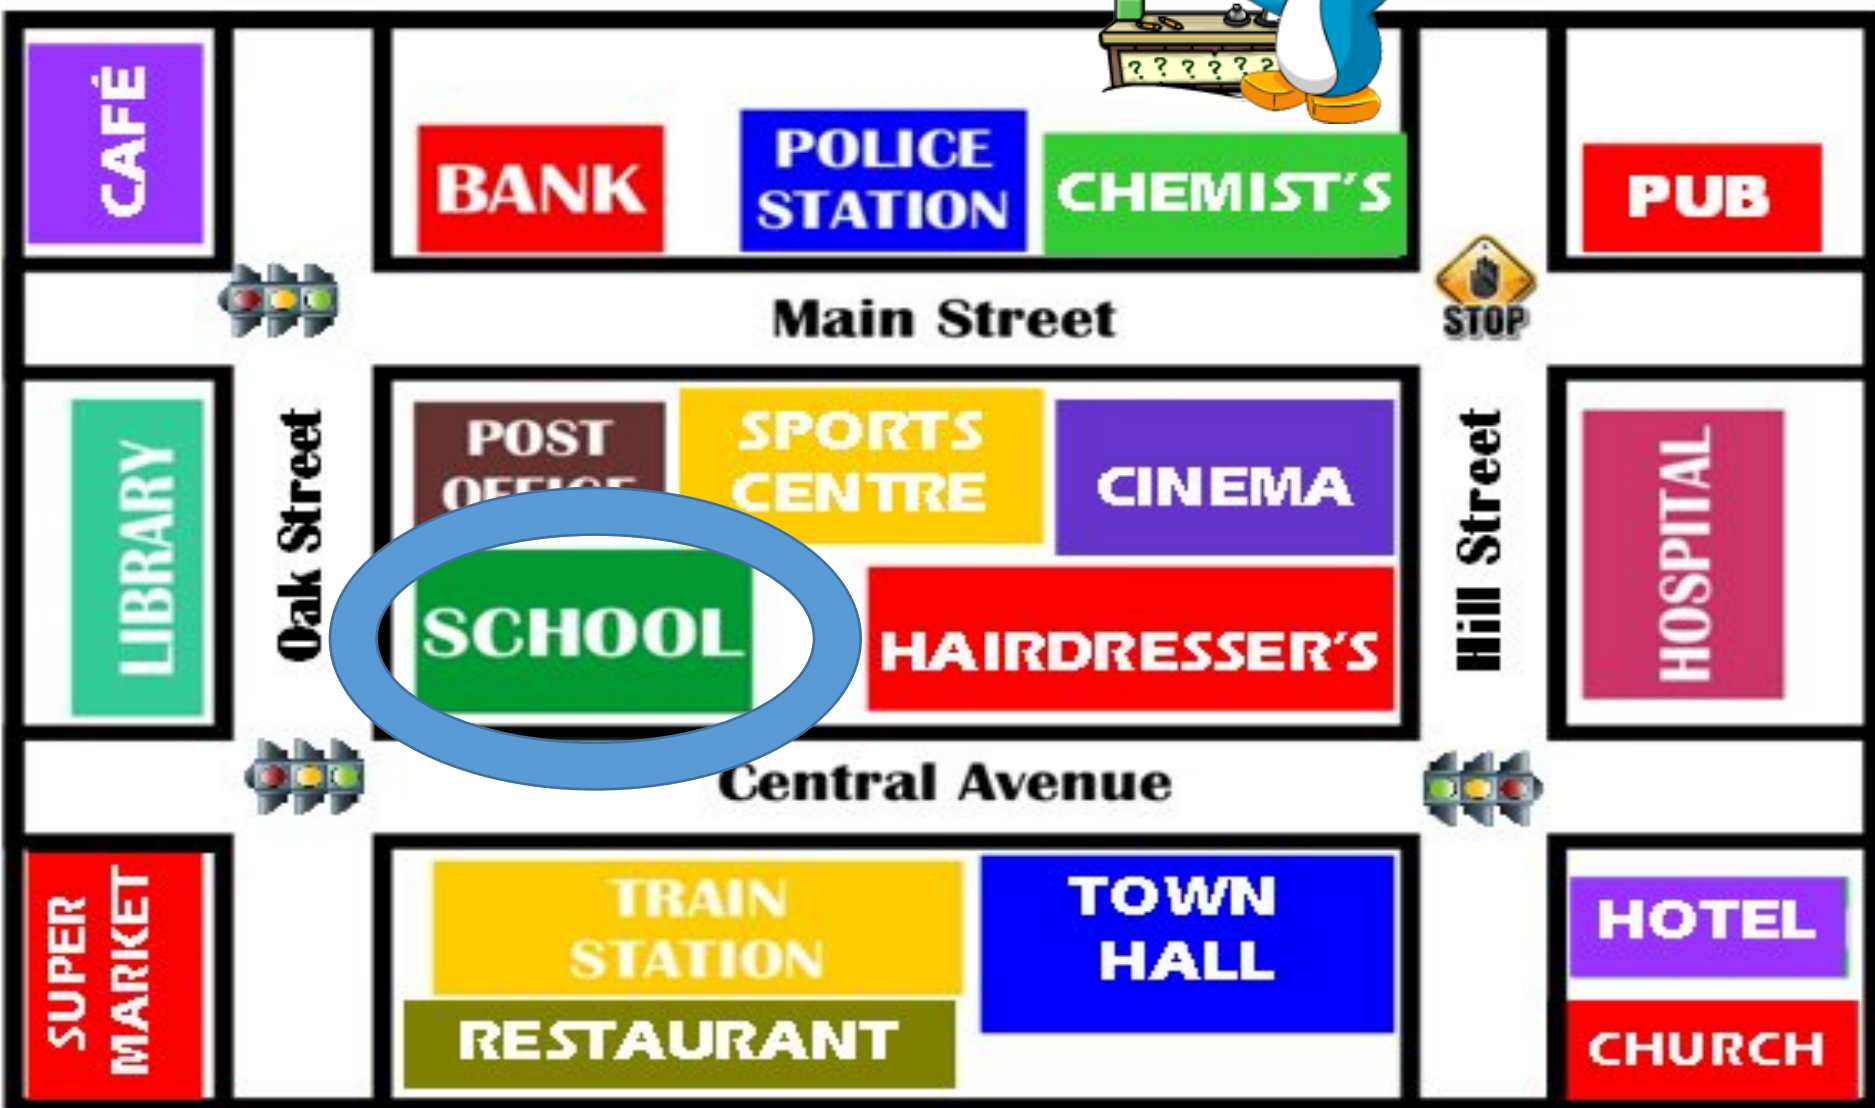 CAFÉ
BANK
POLICE
STATION
CHEMIST'S
? ? ? ? ? ?
PUB
Main Street
STOP
LIBRARY
Oak Street
POST
OFFICE
SPORTS
CENTRE
CINEMA
Hill Street
HOSPITAL
SCHOOL
HAIRDRESSER'S
Central Avenue
SUPER
MARKET
TRAIN
STATION
TOWN
HALL
HOTEL
RESTAURANT
CHURCH